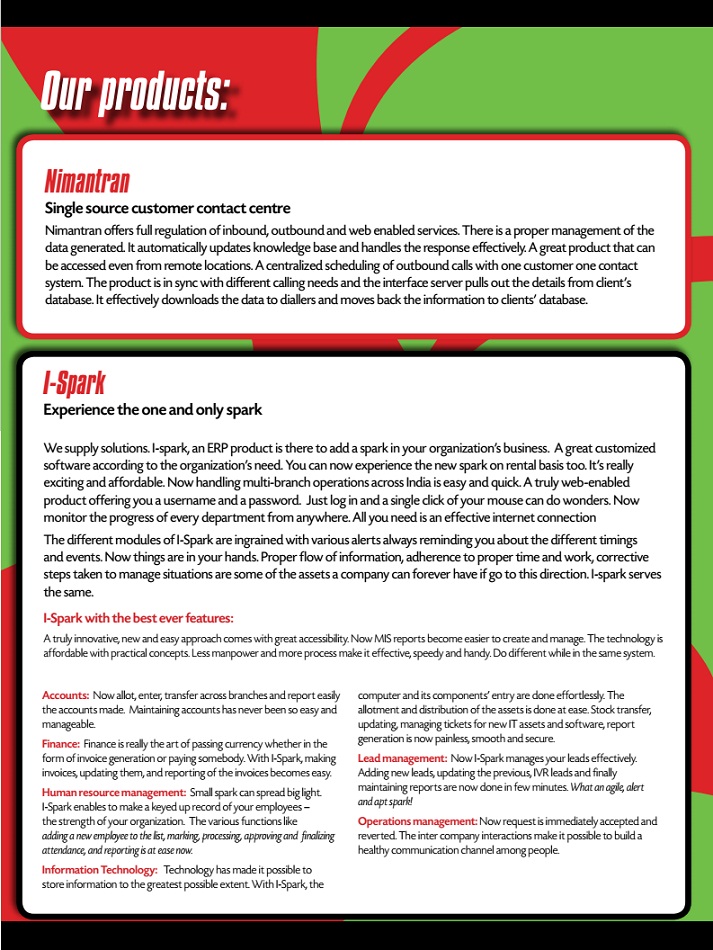 Our products:
Nimantran
Single source customer contact centre
Nimantran offers full regulation of inbound, outbound and web enabled services. There is a proper management of the
data generated. It automatically updates knowledge base and handles the response effectively. A great product that can
be accessed even from remote locations. A centralized scheduling of outbound calls with one customer one contact
system. The product is in sync with different calling needs and the interface server pulls out the details from client's
database. It effectively downloads the data to diallers and moves back the information to clients' database.
I-Spark
Experience the one and only spark
We supply solutions. I-spark, an ERP product is there to add a spark in your organization's business. A great customized
software according to the organization's need. You can now experience the new spark on rental basis too. It's really
exciting and affordable. Now handling multi-branch operations across India is easy and quick. A truly web-enabled
product offering you a username and a password. Just log in and a single click of your mouse can do wonders. Now
monitor the progress of every department from anywhere. All you need is an effective internet connection
The different modules of I-Spark are ingrained with various alerts always reminding you about the different timings
and events. Now things are in your hands. Proper flow of information, adherence to proper time and work, corrective
steps taken to manage situations are some of the assets a company can forever have if go to this direction. I-spark serves
the same.
I-Spark with the best ever features:
A truly innovative, new and easy approach comes with great accessibility. Now MIS reports become easier to create and manage. The technology is
affordable with practical concepts. Less manpower and more process make it effective, speedy and handy. Do different while in the same system.
Accounts: Now allot, enter, transfer across branches and report easily
the accounts made. Maintaining accounts has never been so easy and
manageable.
Finance: Finance is really the art of passing currency whether in the
form of invoice generation or paying somebody. With I-Spark, making
invoices, updating them, and reporting of the invoices becomes easy.
Human resource management: Small spark can spread big light.
I-Spark enables to make a keyed up record of your employees –
the strength of your organization. The various functions like
adding a new employee to the list, marking, processing, approving and finalizing
attendance, and reporting is at ease now.
Information Technology: Technology has made it possible to
store information to the greatest possible extent. With I-Spark, the
computer and its components' entry are done effortlessly. The
allotment and distribution of the assets is done at ease. Stock transfer,
updating, managing tickets for new IT assets and software, report
generation is now painless, smooth and secure.
Lead management: Now I-Spark manages your leads effectively.
Adding new leads, updating the previous, IVR leads and finally
maintaining reports are now done in few minutes. What an agile, alert
and apt spark!
Operations management: Now request is immediately accepted and
reverted. The inter company interactions make it possible to build a
healthy communication channel among people.